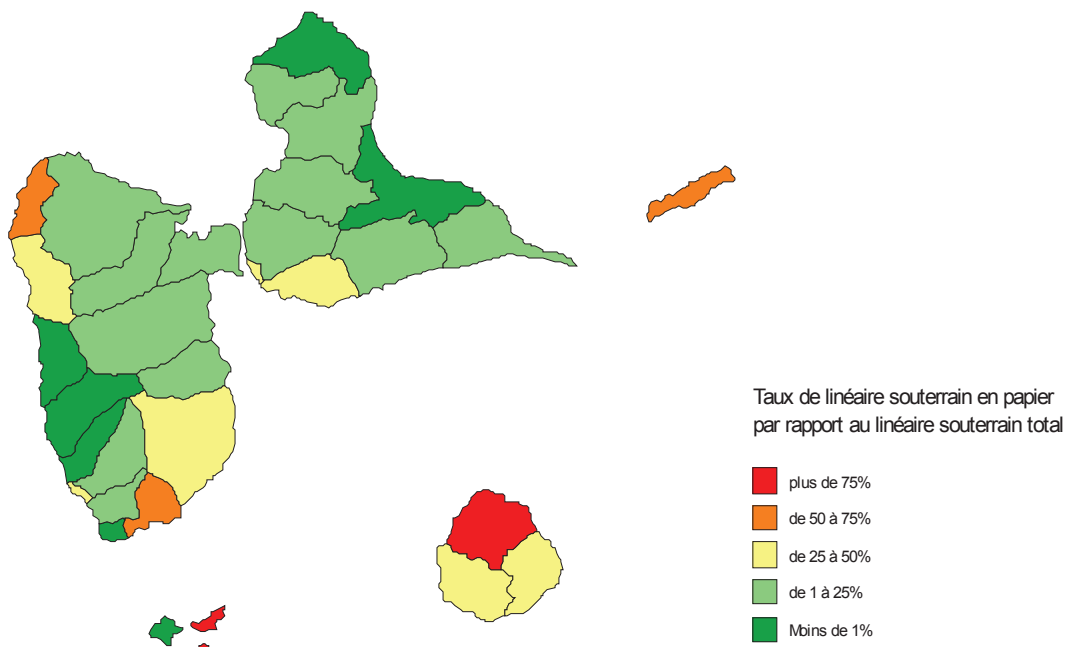 Taux de linéaire souterrain en papier
par rapport au linéaire souterrain total
plus de 75%
de 50 à 75%
de 25 à 50%
de 1 à 25%
Moins de 1%